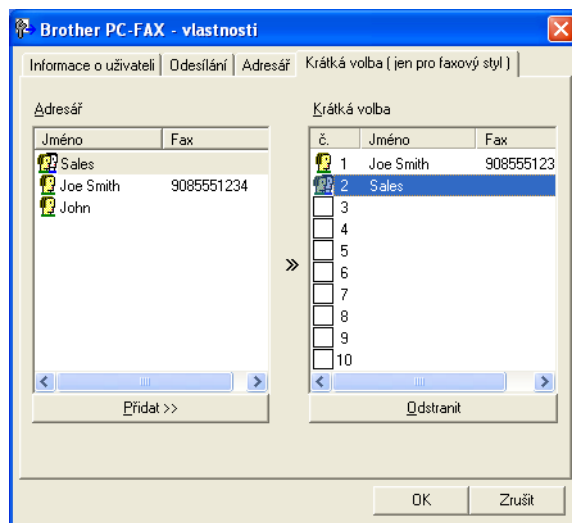 Brother PC-FAX - vlastnosti
Informace o uživateli Odesílání Adresář Krátká volba ( jen pro faxový styl )
Adresář Krátká volba
Jméno Fax č. Jméno Fax
Sales 1 Joe Smith 908555123
Joe Smith 9085551234 2 Sales
John 3
4
5
»
6
7
8
9
10
Přidat >> Odstranit
OK Zrušit